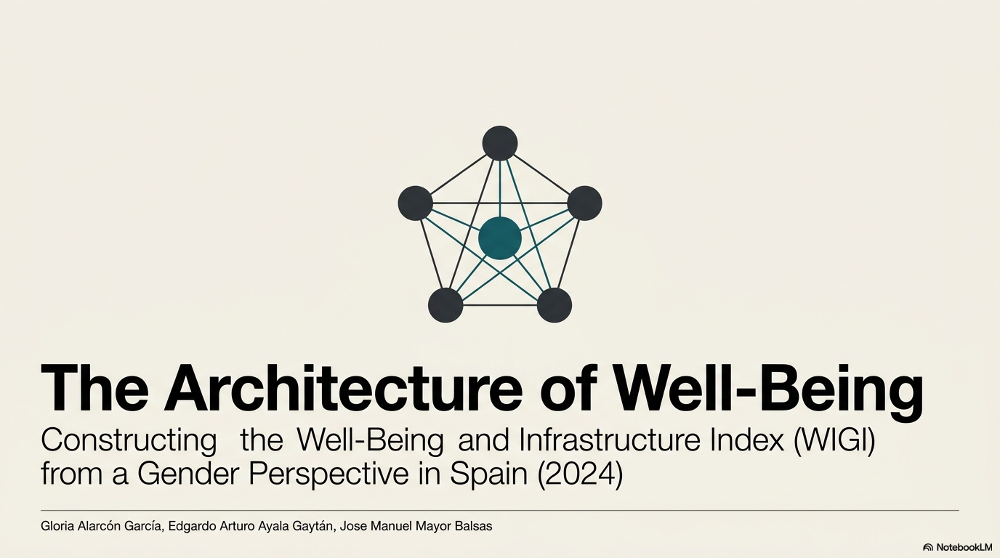 The Architecture of Well-Being
Constructing the Well-Being and Infrastructure Index (WIGI)
from a Gender Perspective in Spain (2024)
Gloria Alarcón García, Edgardo Arturo Ayala Gaytán, Jose Manuel Mayor Balsas
NotebookLM